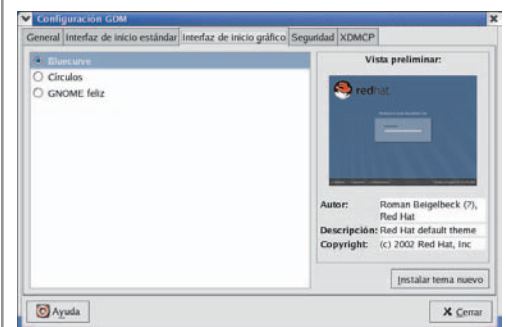 Configuración GDM
General
Interfaz de inicio estándar
Interfaz de inicio gráfico
Seguridad
XDMCP
Bluecurve
Círculos
GNOME feliz
Vista preliminar:
redhat
Autor: Roman Beigelbeck (?),
Red Hat
Descripción: Red Hat default theme
Copyright: (c) 2002 Red Hat, Inc
Instalar tema nuevo
Ayuda
Cerrar